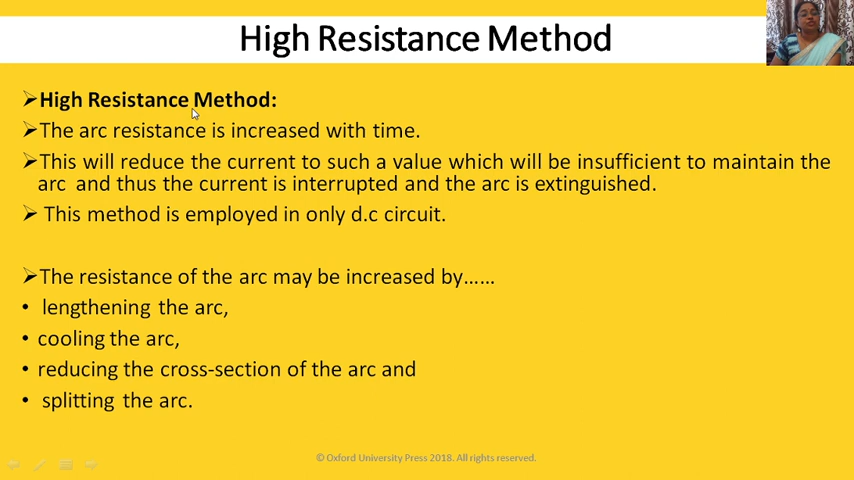 High Resistance Method
➢High Resistance Method:
➢The arc resistance is increased with time.
➢This will reduce the current to such a value which will be insufficient to maintain the
arc and thus the current is interrupted and the arc is extinguished.
➢ This method is employed in only d.c circuit.
➢The resistance of the arc may be increased by……
• lengthening the arc,
• cooling the arc,
• reducing the cross-section of the arc and
• splitting the arc.
© Oxford University Press 2018. All rights reserved.